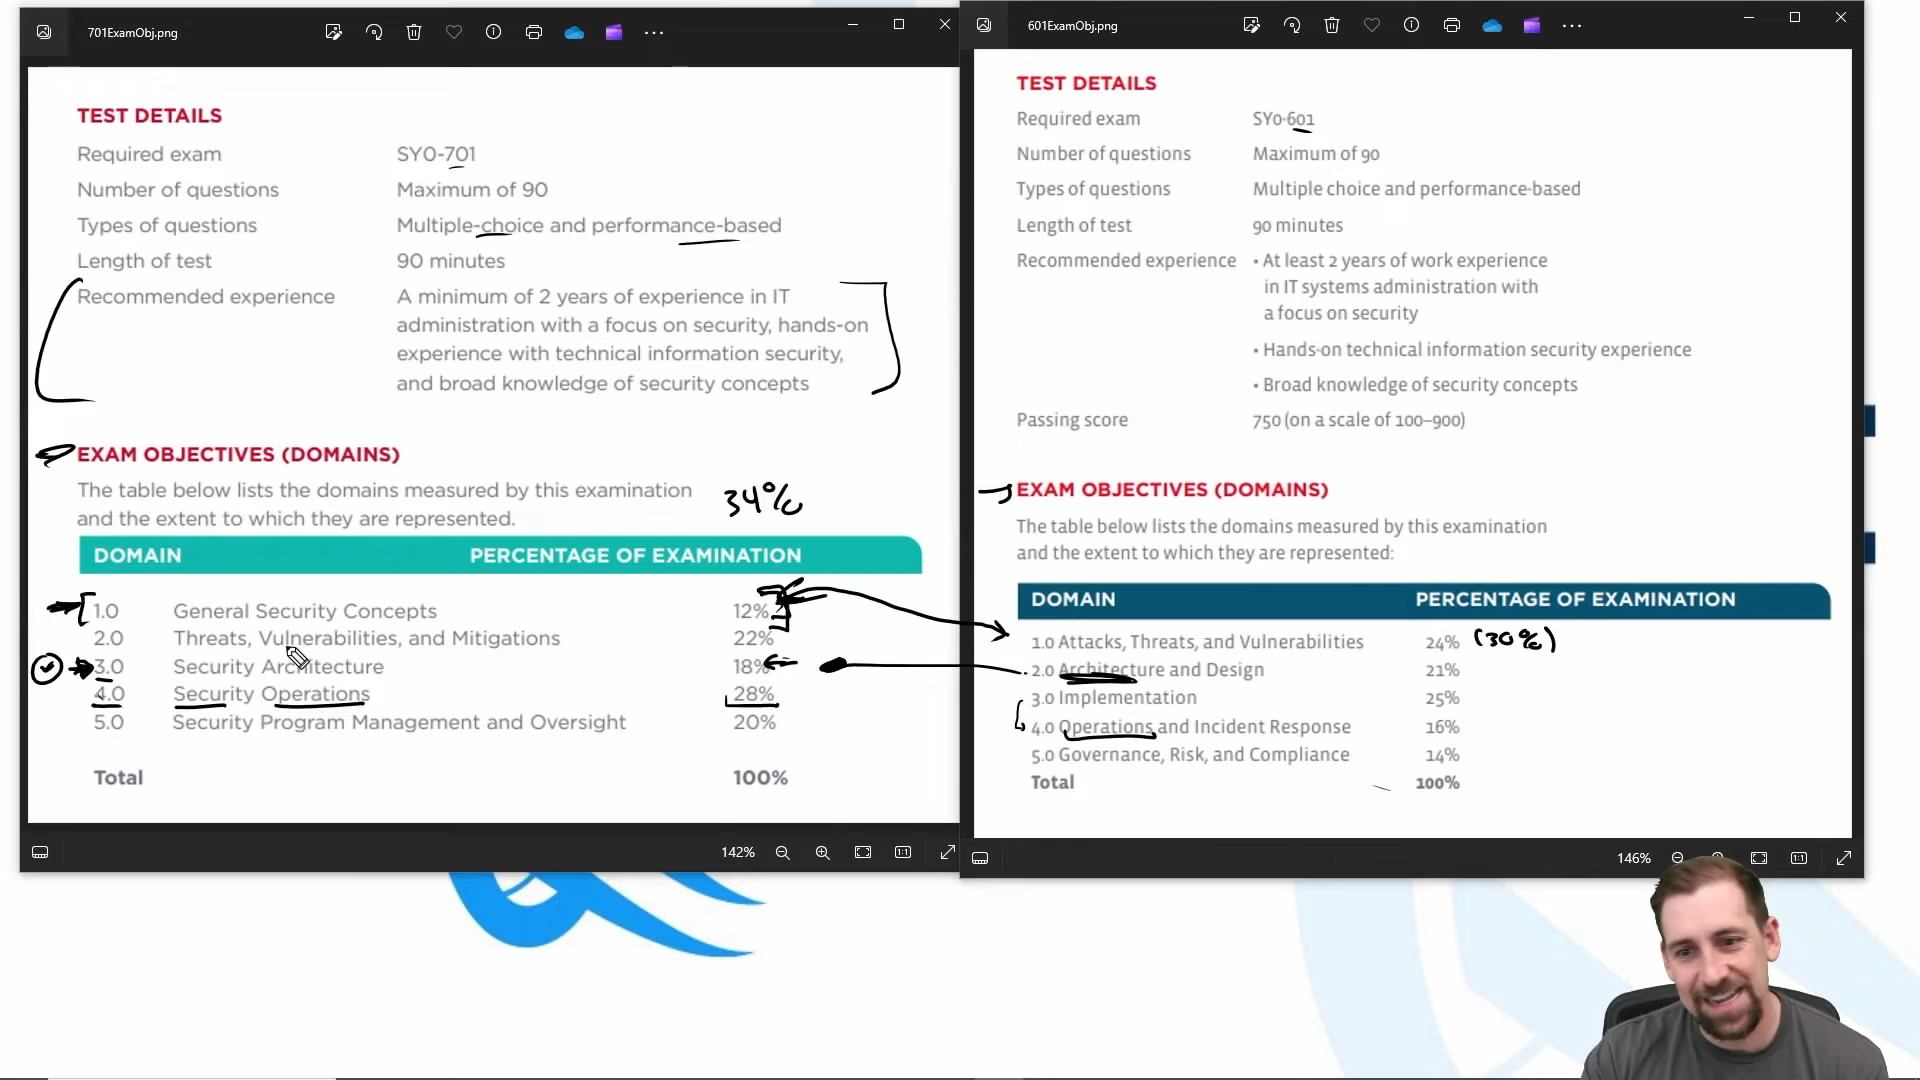 701ExamObj.png
TEST DETAILS
Required exam SY0-701
Number of questions Maximum of 90
Types of questions Multiple-choice and performance-based
Length of test 90 minutes
Recommended experience A minimum of 2 years of experience in IT
administration with a focus on security, hands-on
experience with technical information security,
and broad knowledge of security concepts
EXAM OBJECTIVES (DOMAINS)
The table below lists the domains measured by this examination
and the extent to which they are represented.
34%
DOMAIN PERCENTAGE OF EXAMINATION
1.0 General Security Concepts 12%
2.0 Threats, Vulnerabilities, and Mitigations 22%
3.0 Security Architecture 18%
4.0 Security Operations 28%
5.0 Security Program Management and Oversight 20%
Total 100%
142%
1:1
601ExamObj.png
TEST DETAILS
Required exam SY0-601
Number of questions Maximum of 90
Types of questions Multiple choice and performance-based
Length of test 90 minutes
Recommended experience • At least 2 years of work experience
in IT systems administration with
a focus on security
• Hands-on technical information security experience
• Broad knowledge of security concepts
Passing score 750 (on a scale of 100–900)
EXAM OBJECTIVES (DOMAINS)
The table below lists the domains measured by this examination
and the extent to which they are represented:
DOMAIN PERCENTAGE OF EXAMINATION
1.0 Attacks, Threats, and Vulnerabilities 24% (30%)
2.0 Architecture and Design 21%
3.0 Implementation 25%
4.0 Operations and Incident Response 16%
5.0 Governance, Risk, and Compliance 14%
Total 100%
146%
1:1